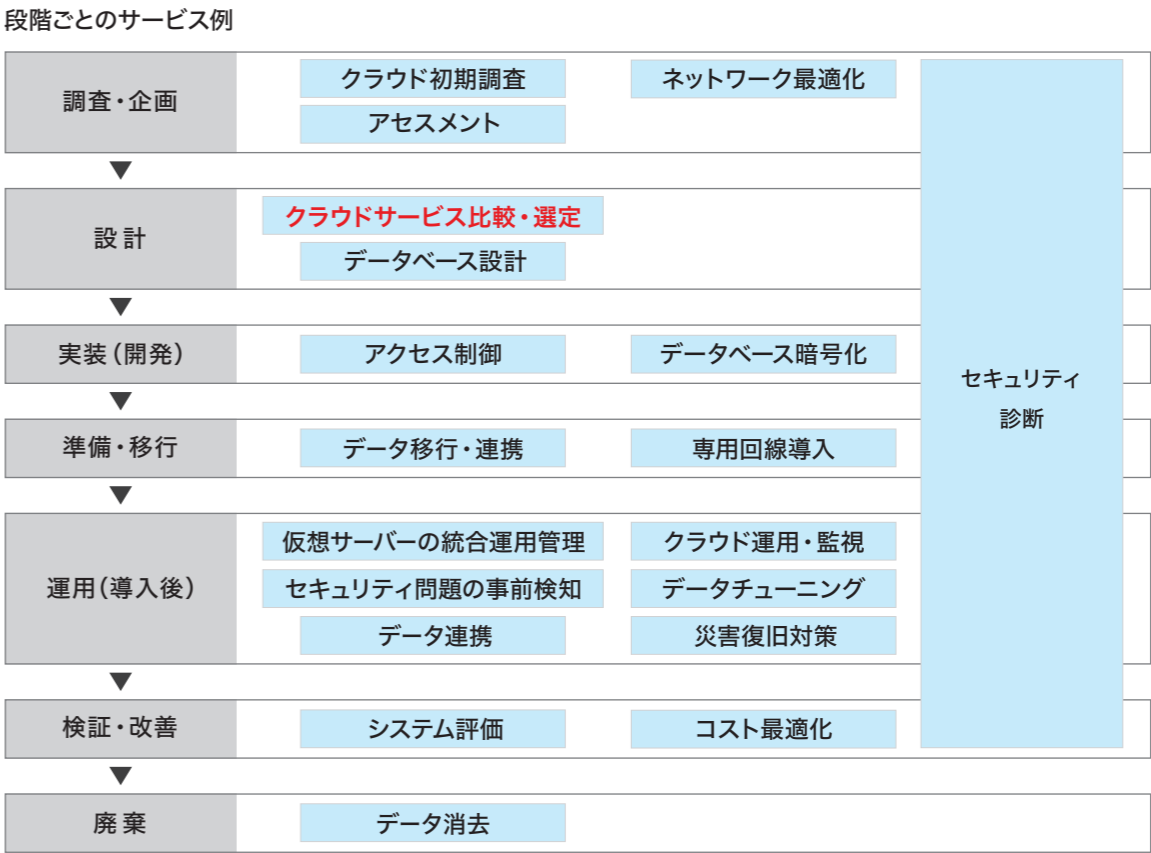 段階ごとのサービス例
調査・企画
クラウド初期調査
ネットワーク最適化
アセスメント
▼
設計
クラウドサービス比較・選定
データベース設計
▼
実装(開発)
アクセス制御
データベース暗号化
セキュリティ
診断
▼
準備・移行
データ移行・連携
専用回線導入
▼
運用(導入後)
仮想サーバーの統合運用管理
クラウド運用・監視
セキュリティ問題の事前検知
データチューニング
データ連携
災害復旧対策
▼
検証・改善
システム評価
コスト最適化
▼
廃棄
データ消去